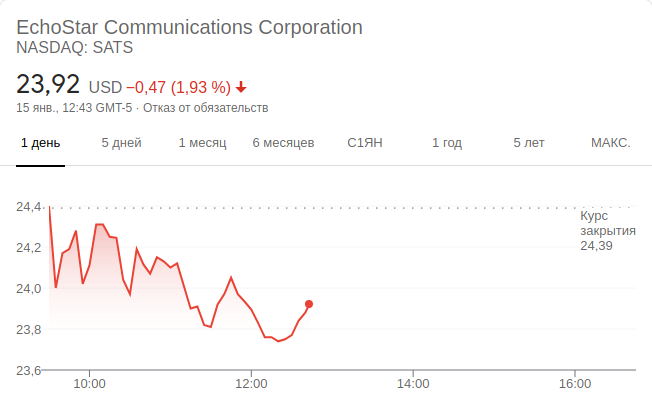 EchoStar Communications Corporation
NASDAQ: SATS
23,92 USD −0,47 (1,93 %)
15 янв., 12:43 GMT-5 · Отказ от обязательств
1 день 5 дней 1 месяц 6 месяцев С1ЯН 1 год 5 лет МАКС.
24,4
Курс
закрытия
24,39
24,2
24,0
23,8
23,6
10:00 12:00 14:00 16:00